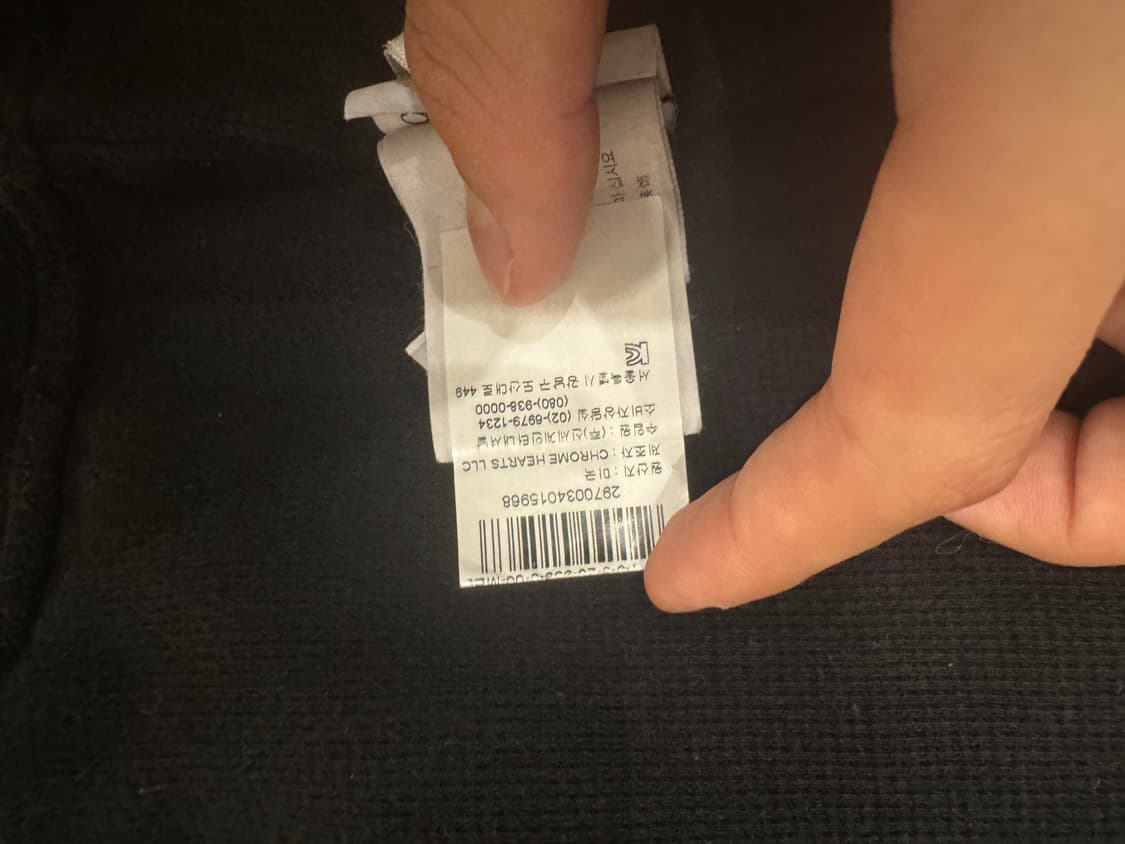 2970034015968
원산지 : 미국
제조자 : CHROME HEARTS LLC
수입원 : (주)신세계인터내셔날
소비자상담실 (02)-6979-1234
(080)-938-0000
서울특별시 강남구 도산대로 449